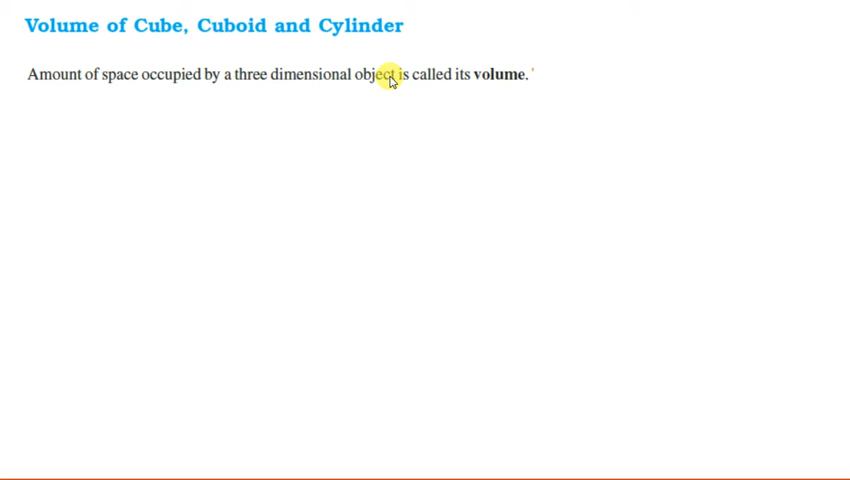 Volume of Cube, Cuboid and Cylinder
Amount of space occupied by a three dimensional object is called its volume.